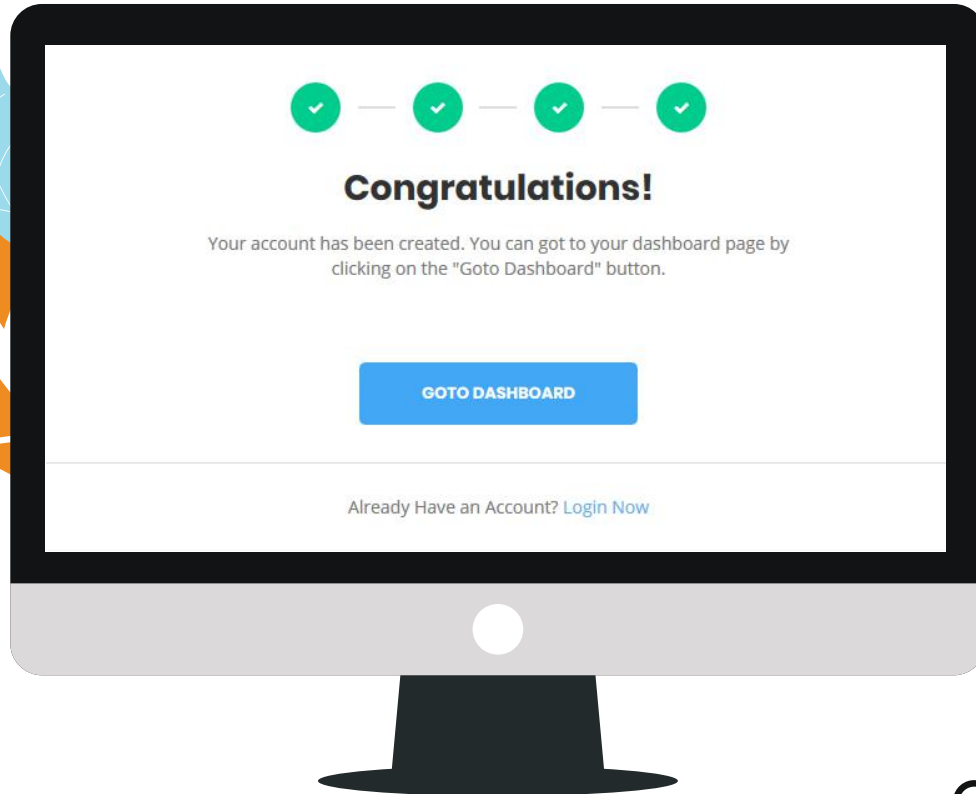 Congratulations!
Your account has been created. You can got to your dashboard page by
clicking on the "Goto Dashboard" button.
GOTO DASHBOARD
Already Have an Account? Login Now